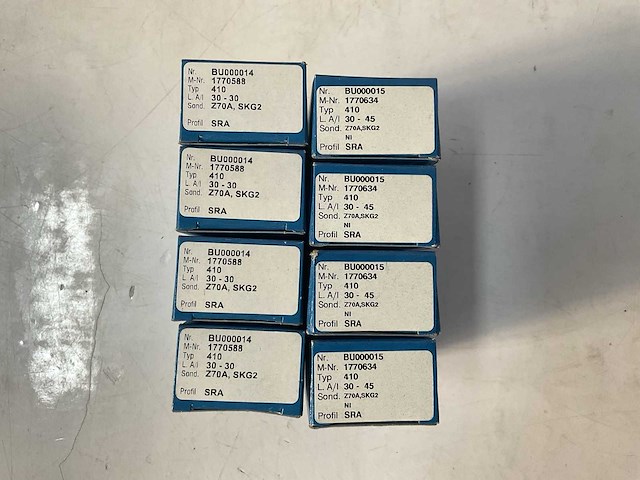 Nr. BU000014
M-Nr. 1770588
Typ 410
L. A/I 30 - 30
Sond. Z70A, SKG2
Profil SRA
Nr. BU000014
M-Nr. 1770588
Typ 410
L. A/I 30 - 30
Sond. Z70A, SKG2
Profil SRA
Nr. BU000014
M-Nr. 1770588
Typ 410
L. A/I 30 - 30
Sond. Z70A, SKG2
Profil SRA
Nr. BU000014
M-Nr. 1770588
Typ 410
L. A/I 30 - 30
Sond. Z70A, SKG2
Profil SRA
Nr. BU000015
M-Nr. 1770634
Typ 410
L. A/I 30 - 45
Sond. Z70A,SKG2
NI
Profil SRA
Nr. BU000015
M-Nr. 1770634
Typ 410
L. A/I 30 - 45
Sond. Z70A,SKG2
NI
Profil SRA
Nr. BU000015
M-Nr. 1770634
Typ 410
L. A/I 30 - 45
Sond. Z70A,SKG2
NI
Profil SRA
Nr. BU000015
M-Nr. 1770634
Typ 410
L. A/I 30 - 45
Sond. Z70A,SKG2
NI
Profil SRA